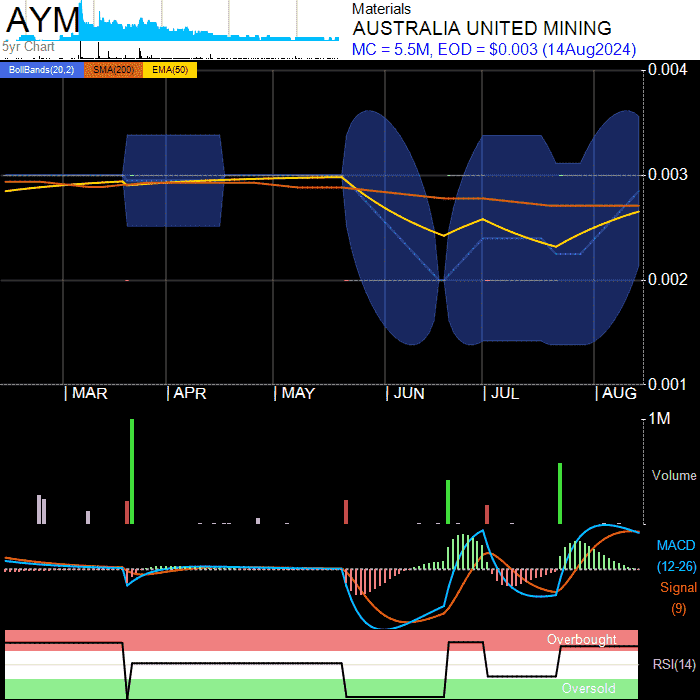 AYM
5yr Chart
Materials
AUSTRALIA UNITED MINING
MC = 5.5M, EOD = $0.003 (14Aug2024)
BollBands(20,2) SMA(200) EMA(50)
0.004
0.003
0.002
0.001
| MAR | APR | MAY | JUN | JUL | AUG
1M
Volume
MACD
(12-26)
Signal
(9)
Overbought
RSI(14)
Oversold